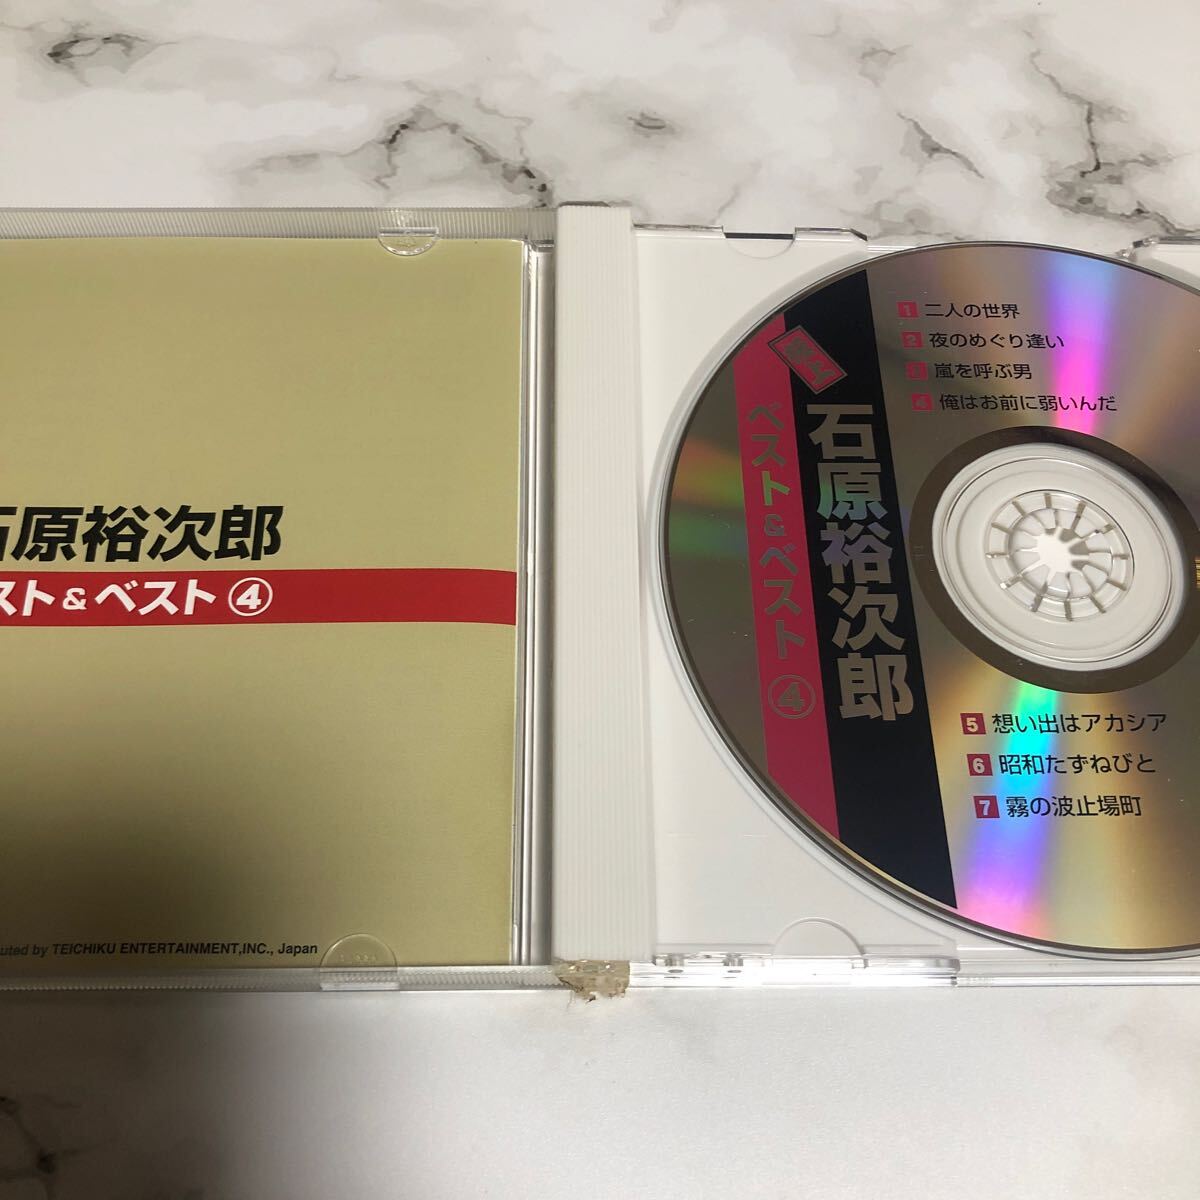 石原裕次郎
スト&ベスト④
uted by TEICHIKU ENTERTAINMENT,INC., Japan
石原裕次郎
ベスト&ベスト④
1 二人の世界
2 夜のめぐり逢い
3 嵐を呼ぶ男
4 俺はお前に弱いんだ
5 想い出はアカシア
6 昭和たずねびと
7 霧の波止場町